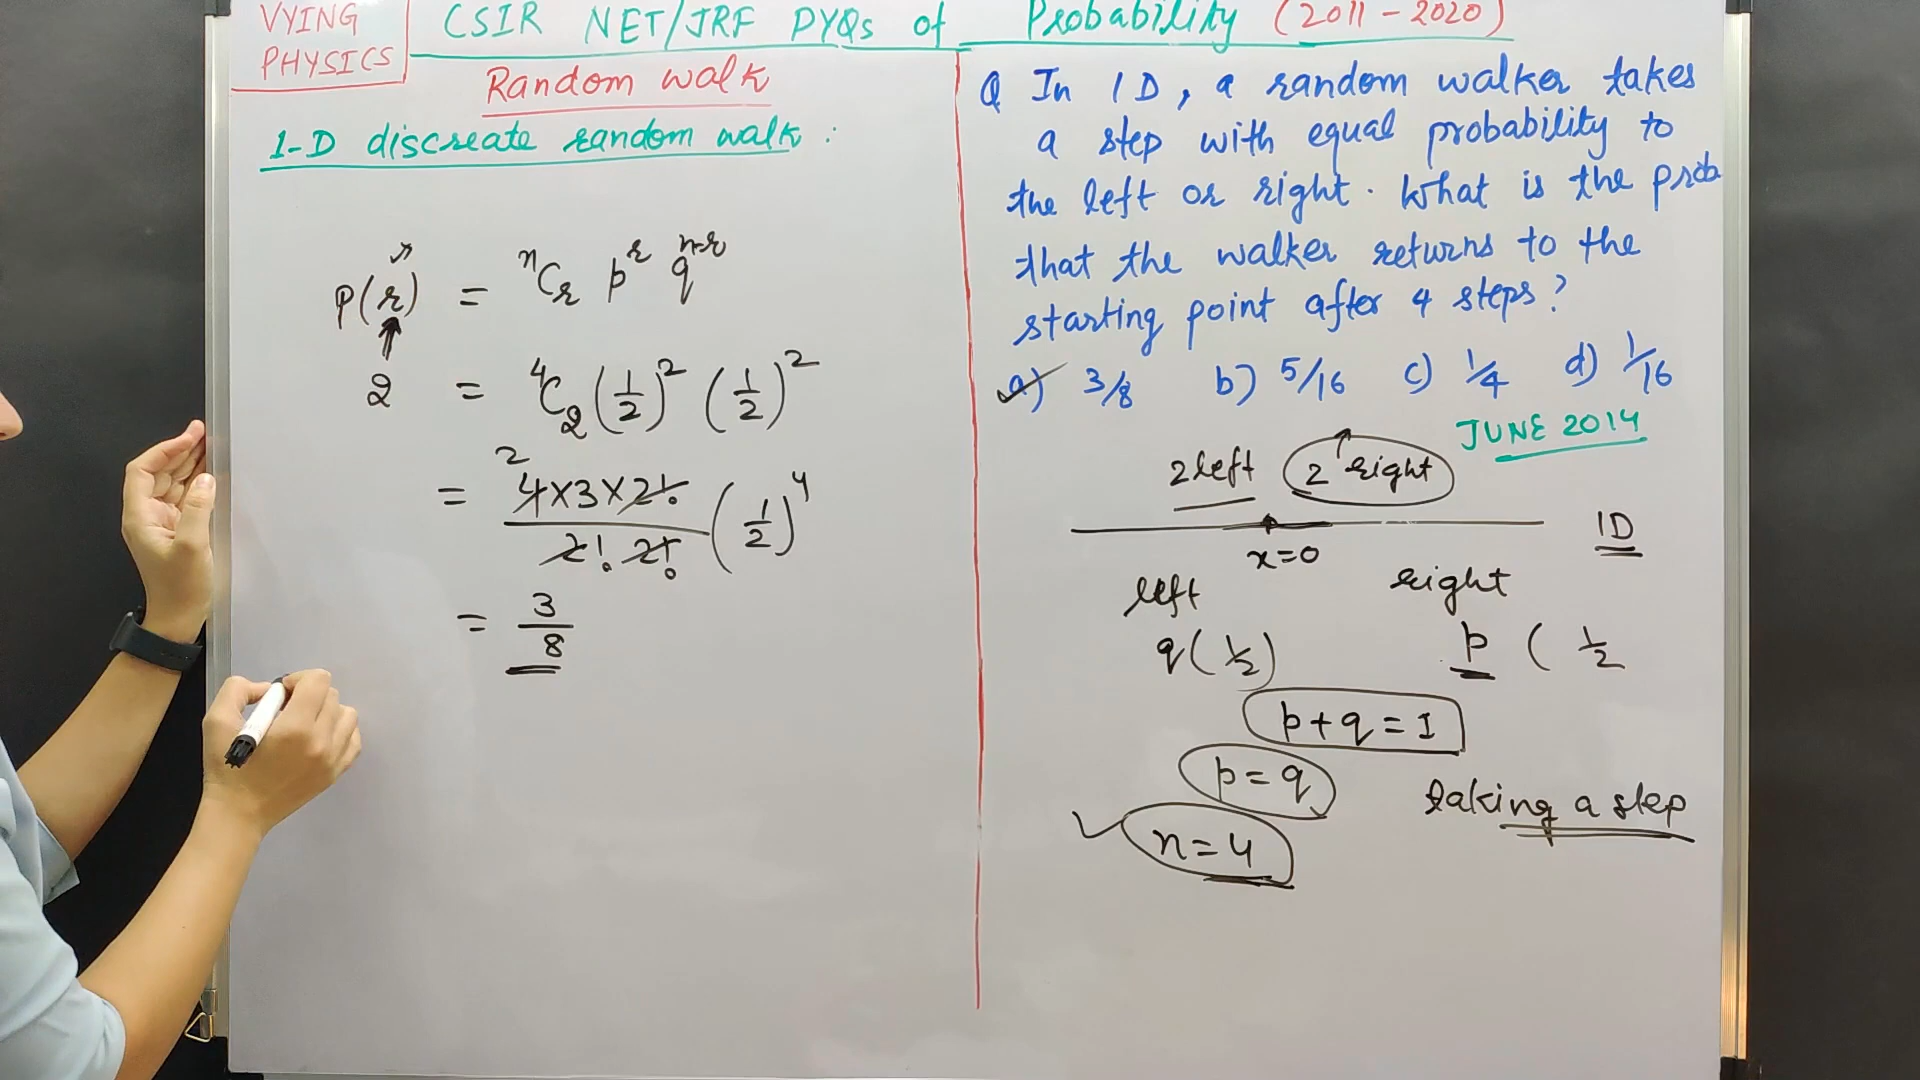 VYING
PHYSICS
CSIR NET/JRF PYQs of Probability (2011-2020)
Random walk
1-D discreate random walk :
P(r) = ⁿCᵣ pʳ qⁿ⁻ʳ
2 = ⁴C₂ (1/2)² (1/2)²
2
= 4×3×2! / 2! 2! (1/2)⁴
= 3/8
Q In 1D, a random walker takes
a step with equal probability to
the left or right. What is the prob
that the walker returns to the
starting point after 4 steps?
a) 3/8 b) 5/16 c) 1/4 d) 1/16
JUNE 2014
2 left 2 right
1D
x=0
left right
q(1/2) p (1/2
p+q=1
p=q
taking a step
n=4